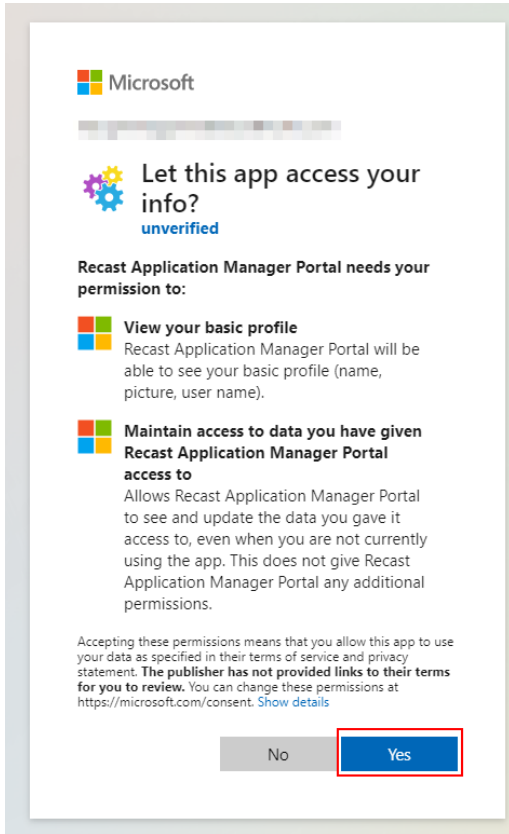 Microsoft
Let this app access your
info?
unverified
Recast Application Manager Portal needs your
permission to:
View your basic profile
Recast Application Manager Portal will be
able to see your basic profile (name,
picture, user name).
Maintain access to data you have given
Recast Application Manager Portal
access to
Allows Recast Application Manager Portal
to see and update the data you gave it
access to, even when you are not currently
using the app. This does not give Recast
Application Manager Portal any additional
permissions.
Accepting these permissions means that you allow this app to use
your data as specified in their terms of service and privacy
statement. The publisher has not provided links to their terms
for you to review. You can change these permissions at
https://microsoft.com/consent. Show details
No
Yes